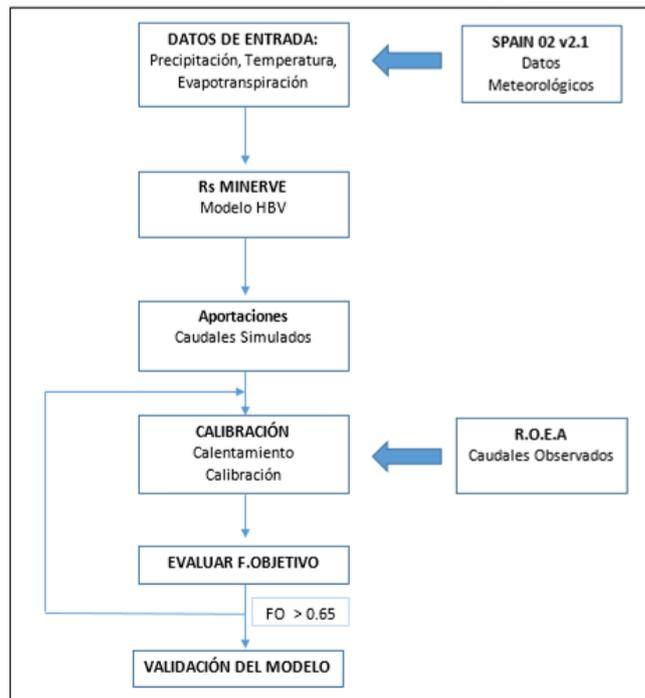 DATOS DE ENTRADA:
Precipitación, Temperatura,
Evapotranspiración
SPAIN 02 v2.1
Datos
Meteorológicos
Rs MINERVE
Modelo HBV
Aportaciones
Caudales Simulados
CALIBRACIÓN
Calentamiento
Calibración
R.O.E.A
Caudales Observados
EVALUAR F.OBJETIVO
FO > 0.65
VALIDACIÓN DEL MODELO